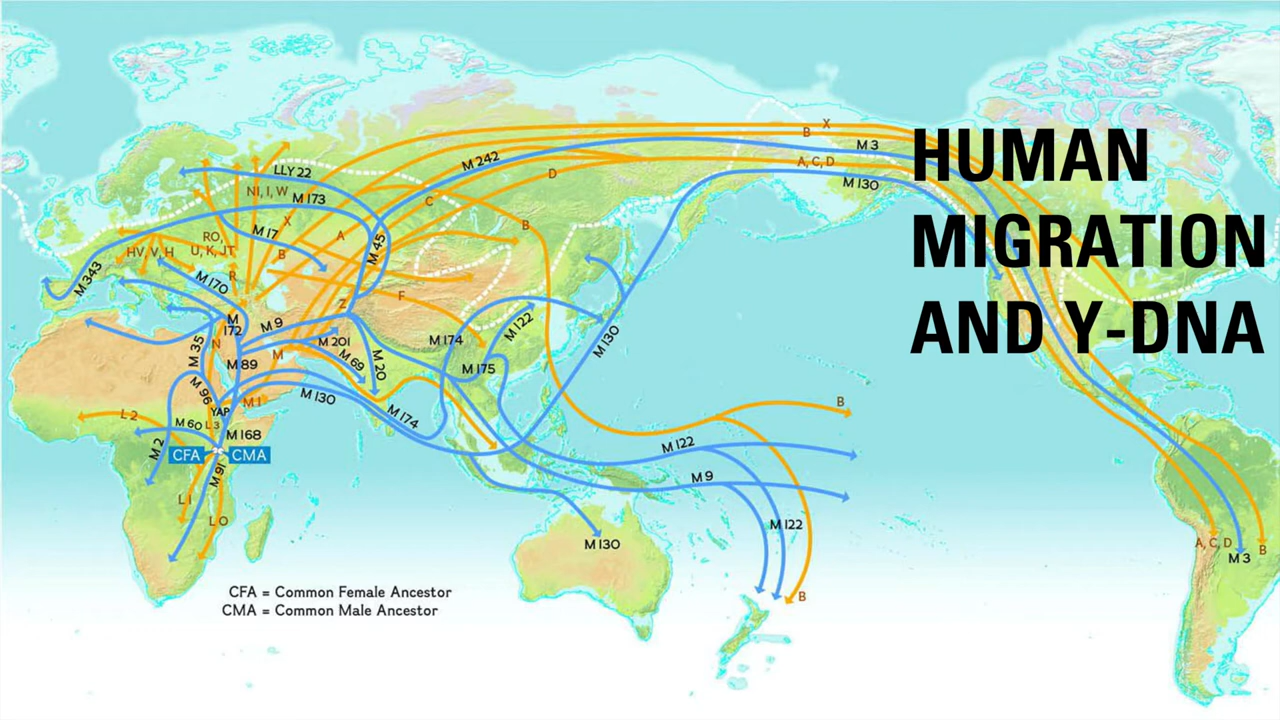 HUMAN
MIGRATION
AND Y-DNA
X
B
M 3
A, C, D
M 130
M 242
D
LLY 22
NI, I, W
M 173
C
X
B
M 17
A
RO,
U, K, JT
HV, V, H
B
M 45
R
M 343
M 170
Z
F
M
172
M 9
N
M 201
M 174
M 122
M 130
M 35
M
M 69
M 20
M 89
M 175
M 96
M 1
M 130
YAP
M 174
B
L 2
M 60
L 3
M 168
M 2
CFA
CMA
M 122
M 91
M 9
L 1
L O
M 122
M 130
A, C, D
B
M 3
CFA = Common Female Ancestor
B
CMA = Common Male Ancestor